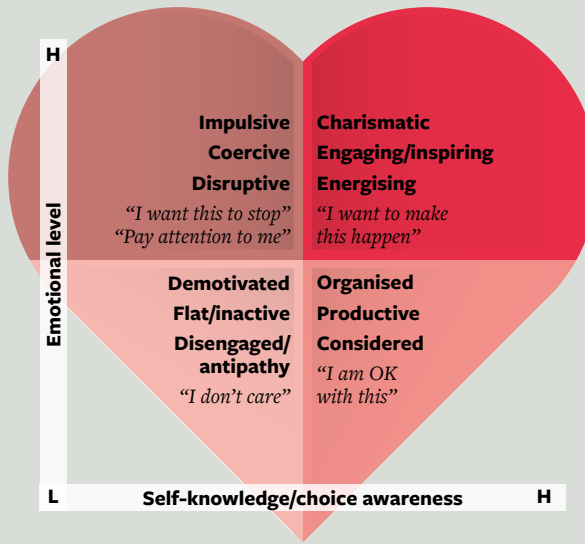 H
Emotional level
Impulsive
Coercive
Disruptive
“I want this to stop”
“Pay attention to me”
Charismatic
Engaging/inspiring
Energising
“I want to make
this happen”
Demotivated
Flat/inactive
Disengaged/
antipathy
“I don’t care”
Organised
Productive
Considered
“I am OK
with this”
L
Self-knowledge/choice awareness
H